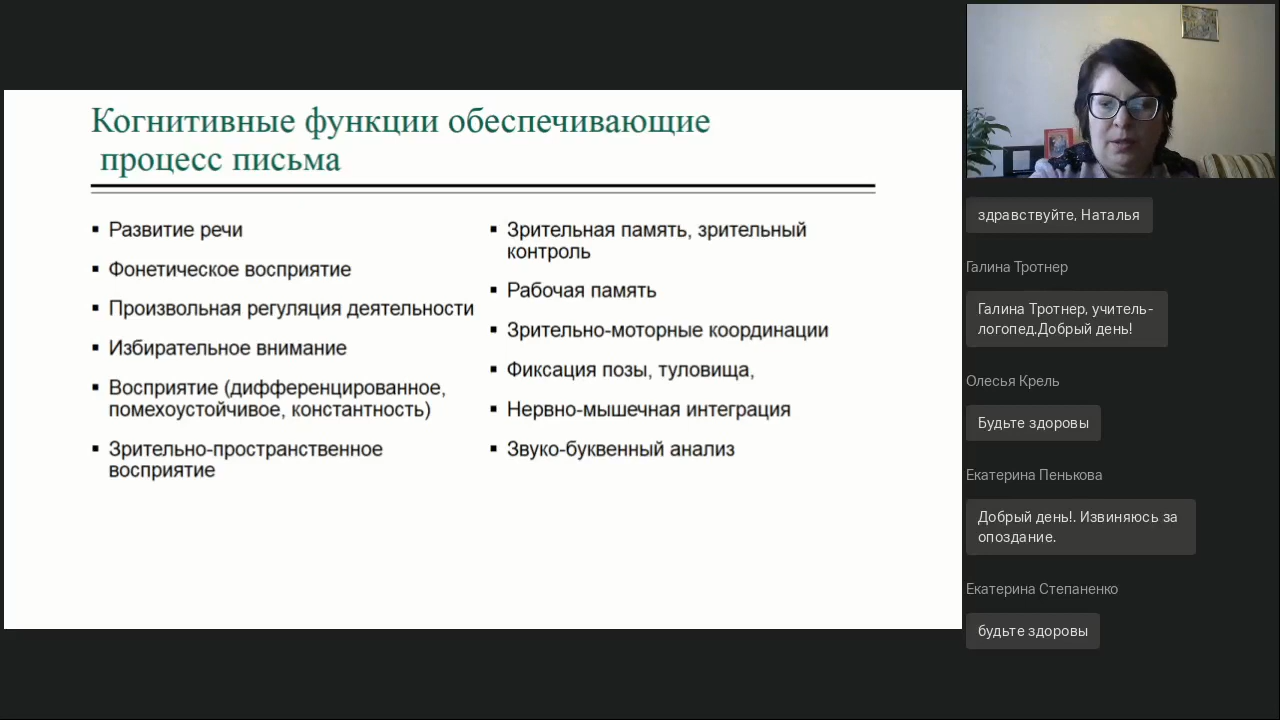 Когнитивные функции обеспечивающие
процесс письма
Развитие речи
Фонетическое восприятие
Произвольная регуляция деятельности
Избирательное внимание
Восприятие (дифференцированное,
помехоустойчивое, константность)
Зрительно-пространственное
восприятие
Зрительная память, зрительный
контроль
Рабочая память
Зрительно-моторные координации
Фиксация позы, туловища,
Нервно-мышечная интеграция
Звуко-буквенный анализ
здравствуйте, Наталья
Галина Тротнер
Галина Тротнер, учитель-
логопед.Добрый день!
Олесья Крель
Будьте здоровы
Екатерина Пенькова
Добрый день!. Извиняюсь за
опоздание.
Екатерина Степаненко
будьте здоровы